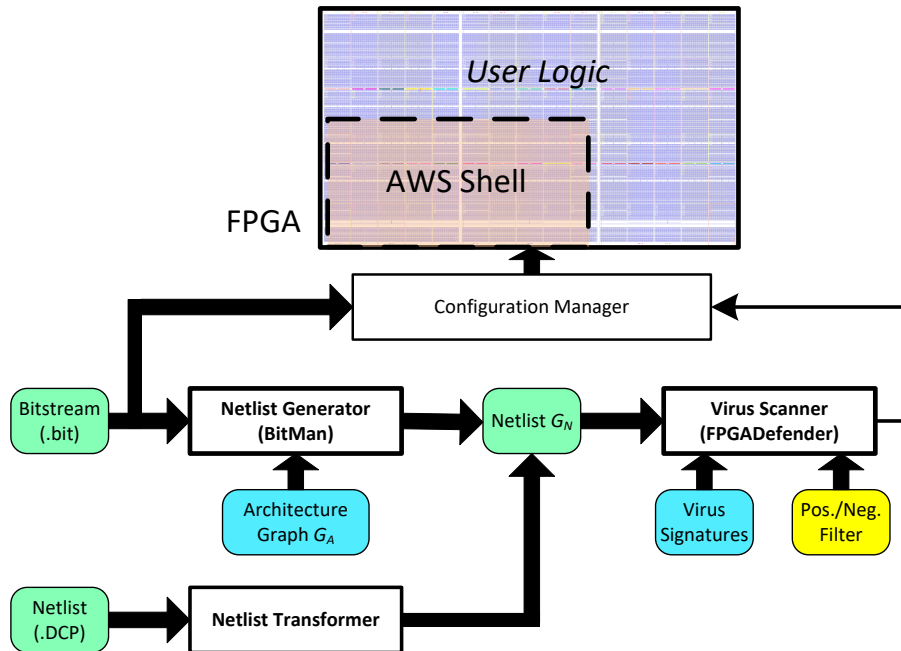 User Logic
AWS Shell
FPGA
Configuration Manager
Bitstream
(.bit)
Netlist Generator
(BitMan)
Netlist G_N
Virus Scanner
(FPGADefender)
Architecture
Graph G_A
Virus
Signatures
Pos./Neg.
Filter
Netlist
(.DCP)
Netlist Transformer